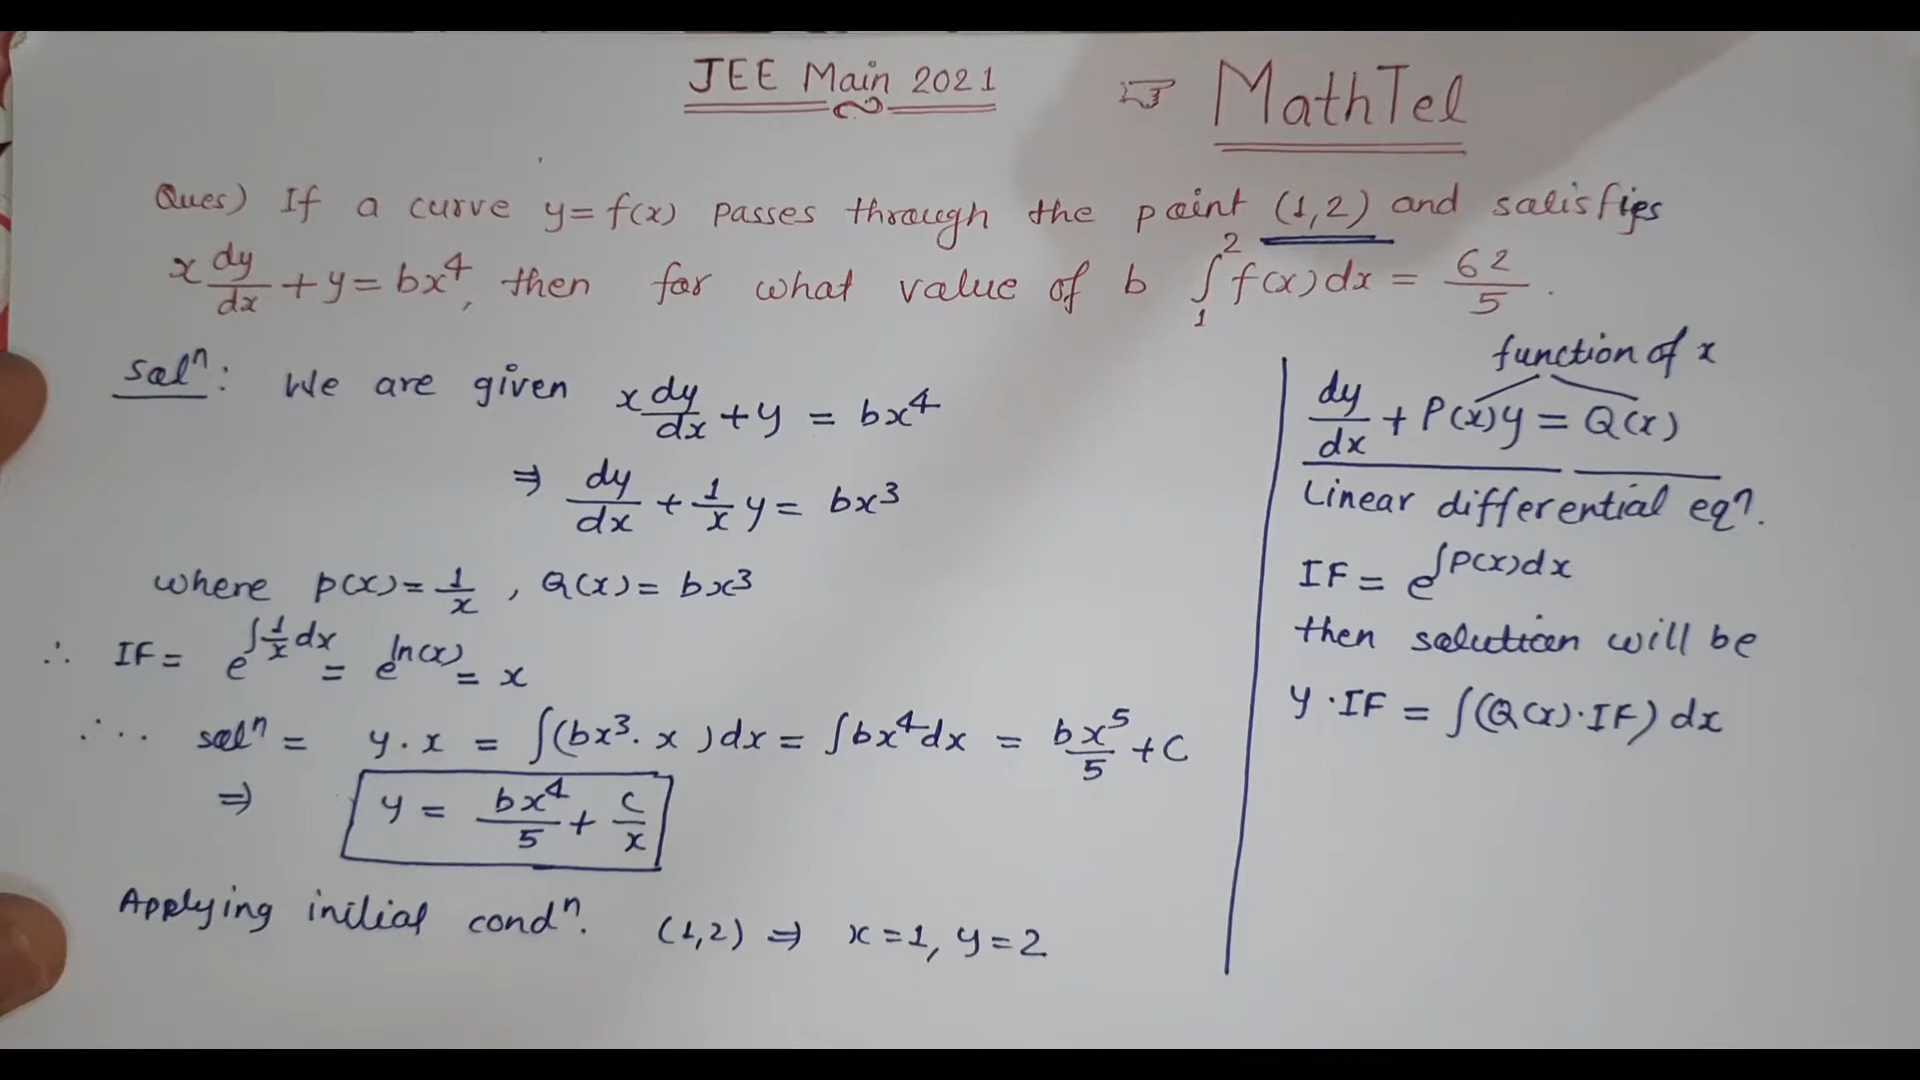 JEE Main 2021
☞ MathTel
Ques) If a curve y=f(x) passes through the point (1,2) and satisfies
x dy/dx + y = bx⁴, then for what value of b ∫₁² f(x)dx = 62/5.
Solⁿ: We are given x dy/dx + y = bx⁴
⇒ dy/dx + 1/x y = bx³
where p(x) = 1/x, Q(x) = bx³
∴ IF = e^∫1/x dx = e^ln(x) = x
∴ solⁿ = y·x = ∫(bx³·x)dx = ∫bx⁴dx = bx⁵/5 + C
⇒ y = bx⁴/5 + C/x
Applying initial condⁿ. (1,2) ⇒ x=1, y=2
function of x
dy/dx + P(x)y = Q(x)
Linear differential eqⁿ.
IF = e^∫P(x)dx
then solution will be
y·IF = ∫(Q(x)·IF) dx